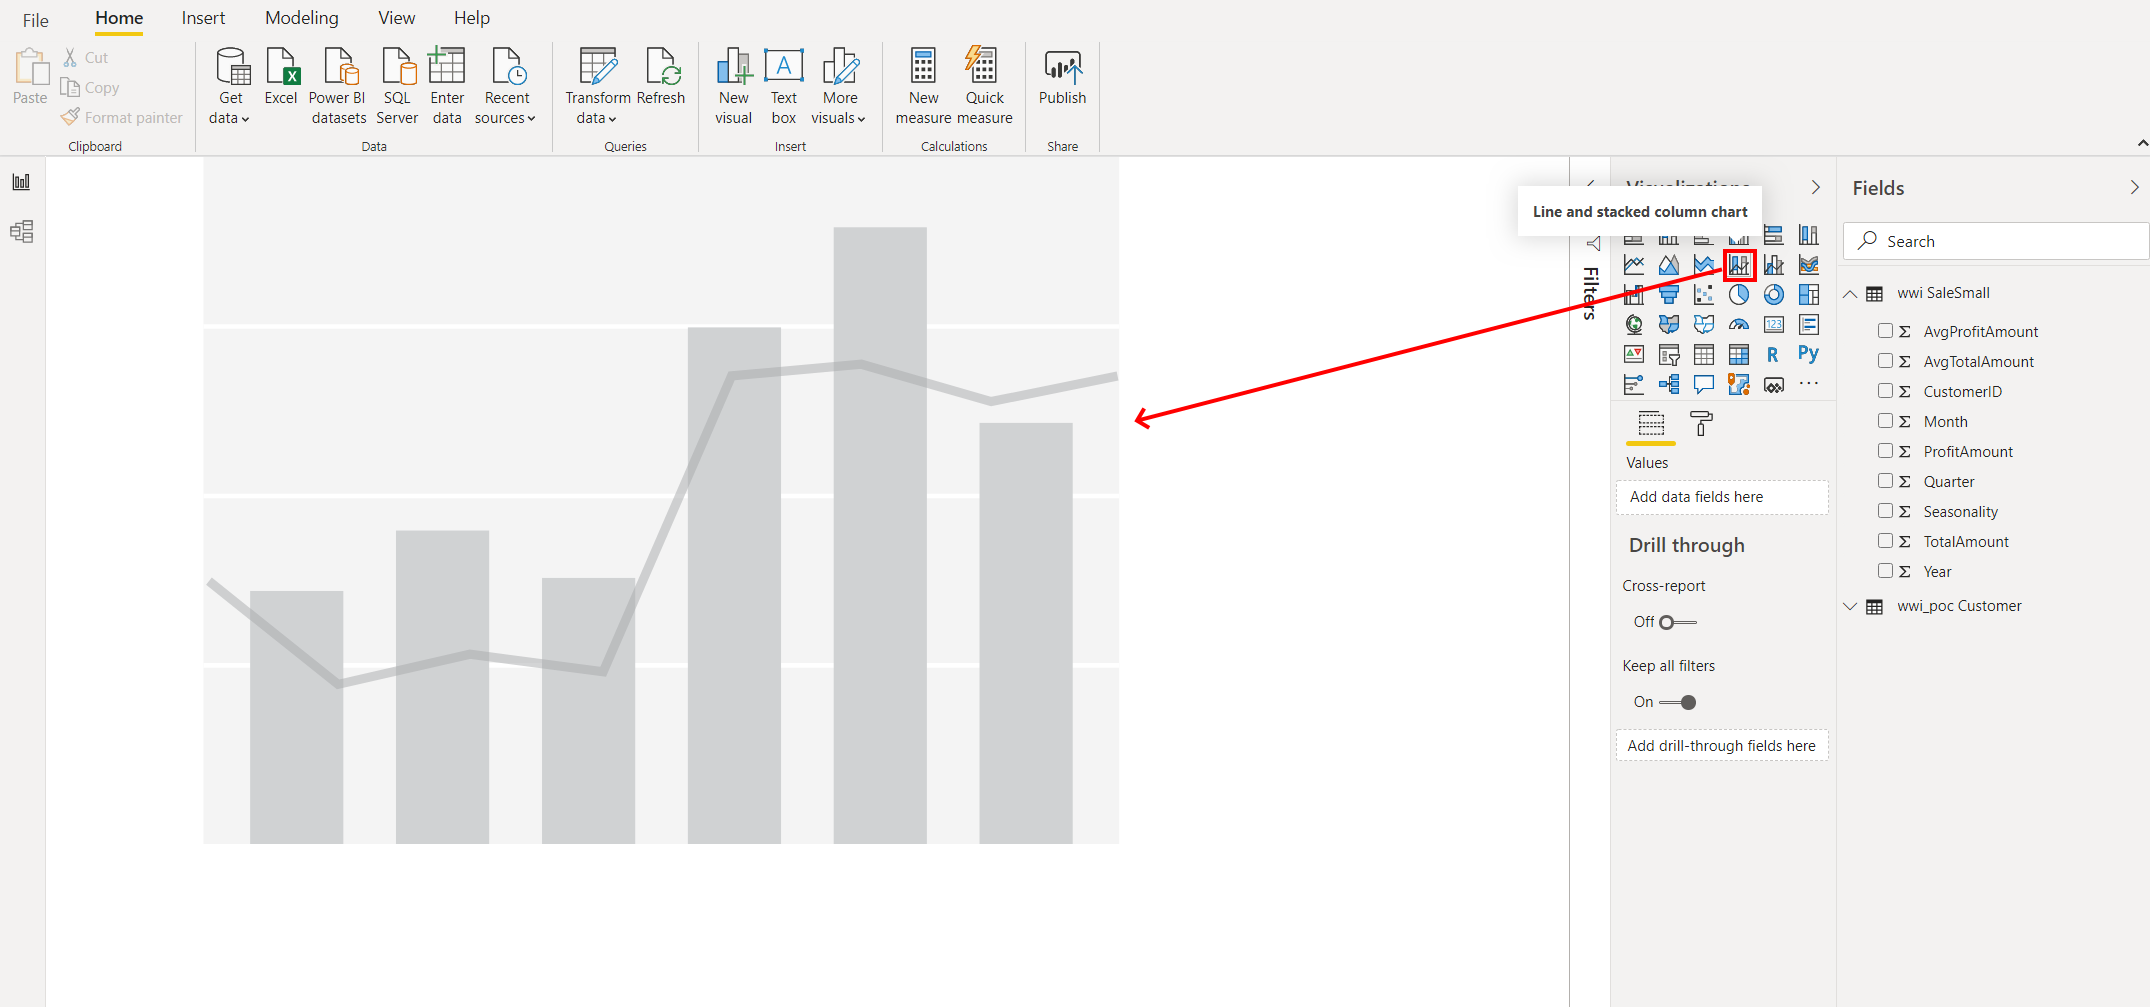 File
Home
Insert
Modeling
View
Help
Paste
Cut
Copy
Format painter
Clipboard
Get data
Excel
Power BI datasets
SQL Server
Enter data
Recent sources
Data
Transform data
Refresh
Queries
New visual
Text box
More visuals
Insert
New measure
Quick measure
Calculations
Publish
Share
Visualizations
Line and stacked column chart
Filters
123
R
Py
Values
Add data fields here
Drill through
Cross-report
Off
Keep all filters
On
Add drill-through fields here
Fields
Search
wwi SaleSmall
AvgProfitAmount
AvgTotalAmount
CustomerID
Month
ProfitAmount
Quarter
Seasonality
TotalAmount
Year
wwi_poc Customer